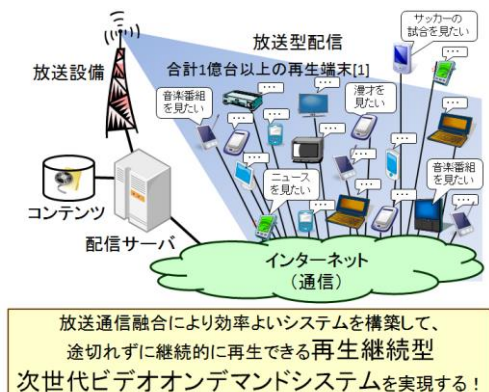 放送型配信
サッカーの
試合を見たい
放送設備
合計1億台以上の再生端末[1]
音楽番組
を見たい
漫才を
見たい
ニュース
を見たい
音楽番組
を見たい
コンテンツ
配信サーバ
インターネット
(通信)
放送通信融合により効率よいシステムを構築して、
途切れずに継続的に再生できる再生継続型
次世代ビデオオンデマンドシステムを実現する！